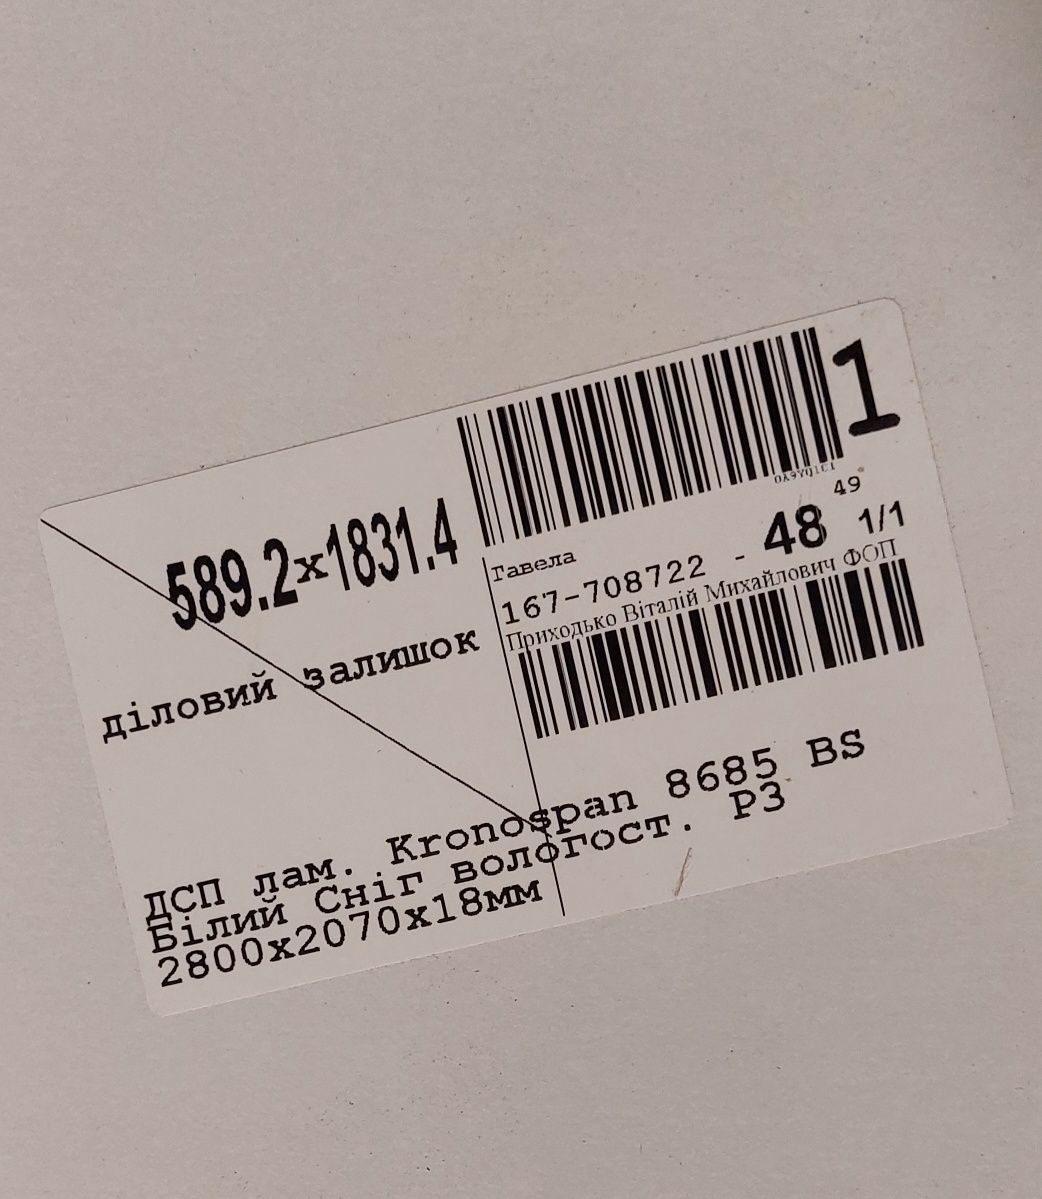 1
589.2x1831.4
діловий залишок
49
Гавела
167-708722 - 48 1/1
Приходько Віталій Михайлович ФОП
ДСП лам. Kronospan 8685 BS
Білий Сніг вологост. P3
2800x2070x18мм